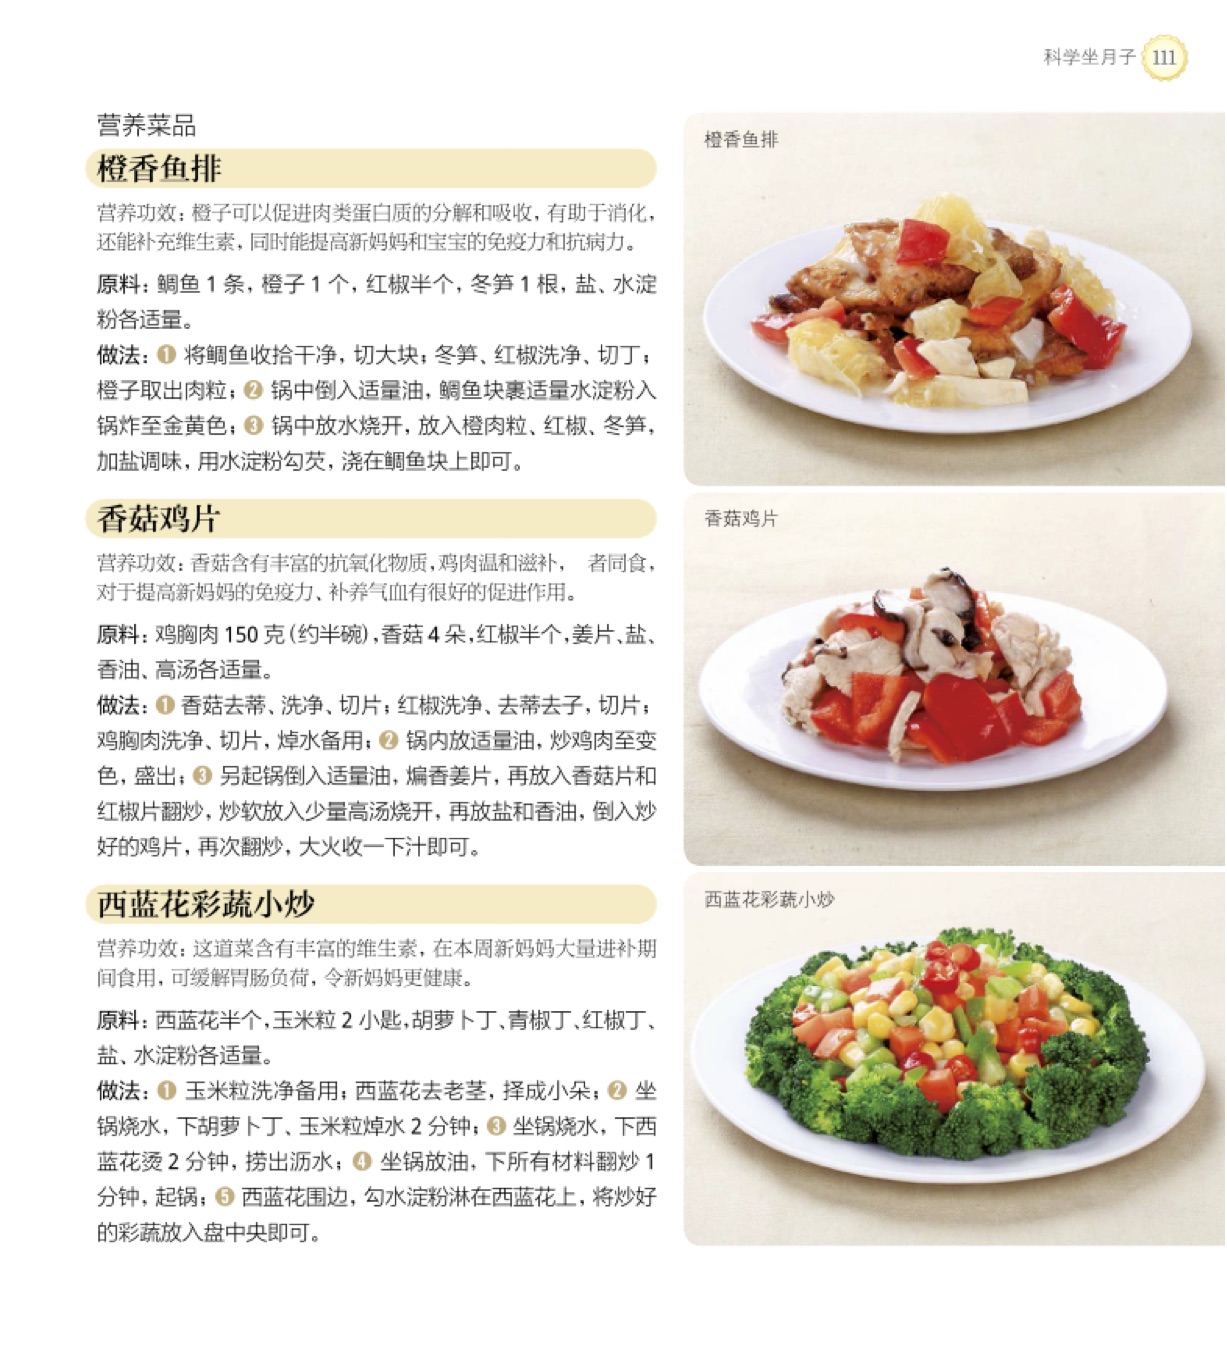 科学坐月子 111
营养菜品
橙香鱼排
营养功效：橙子可以促进肉类蛋白质的分解和吸收，有助于消化，
还能补充维生素，同时能提高新妈妈和宝宝的免疫力和抗病力。
原料：鲷鱼 1 条，橙子 1 个，红椒半个，冬笋 1 根，盐、水淀
粉各适量。
做法：❶ 将鲷鱼收拾干净，切大块；冬笋、红椒洗净、切丁；
橙子取出肉粒；❷ 锅中倒入适量油，鲷鱼块裹适量水淀粉入
锅炸至金黄色；❸ 锅中放水烧开，放入橙肉粒、红椒、冬笋，
加盐调味，用水淀粉勾芡，浇在鲷鱼块上即可。
香菇鸡片
营养功效：香菇含有丰富的抗氧化物质，鸡肉温和滋补， 者同食，
对于提高新妈妈的免疫力、补养气血有很好的促进作用。
原料：鸡胸肉 150 克（约半碗），香菇 4 朵，红椒半个，姜片、盐、
香油、高汤各适量。
做法：❶ 香菇去蒂、洗净、切片；红椒洗净、去蒂去子，切片；
鸡胸肉洗净、切片，焯水备用；❷ 锅内放适量油，炒鸡肉至变
色，盛出；❸ 另起锅倒入适量油，煸香姜片，再放入香菇片和
红椒片翻炒，炒软放入少量高汤烧开，再放盐和香油，倒入炒
好的鸡片，再次翻炒，大火收一下汁即可。
西蓝花彩蔬小炒
营养功效：这道菜含有丰富的维生素，在本周新妈妈大量进补期
间食用，可缓解胃肠负荷，令新妈妈更健康。
原料：西蓝花半个，玉米粒 2 小匙，胡萝卜丁、青椒丁、红椒丁、
盐、水淀粉各适量。
做法：❶ 玉米粒洗净备用；西蓝花去老茎，择成小朵；❷ 坐
锅烧水，下胡萝卜丁、玉米粒焯水 2 分钟；❸ 坐锅烧水，下西
蓝花烫 2 分钟，捞出沥水；❹ 坐锅放油，下所有材料翻炒 1
分钟，起锅；❺ 西蓝花围边，勾水淀粉淋在西蓝花上，将炒好
的彩蔬放入盘中央即可。
橙香鱼排
香菇鸡片
西蓝花彩蔬小炒